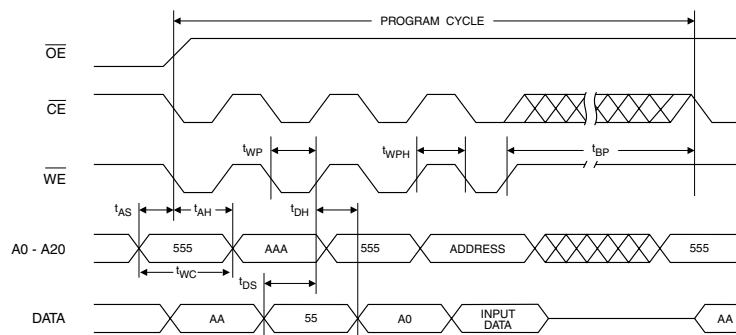 PROGRAM CYCLE
OE
CE
tWP
tWPH
tBP
WE
tAS
tAH
tDH
A0 - A20
555
AAA
555
ADDRESS
555
tWC
tDS
DATA
AA
55
A0
INPUT
DATA
AA